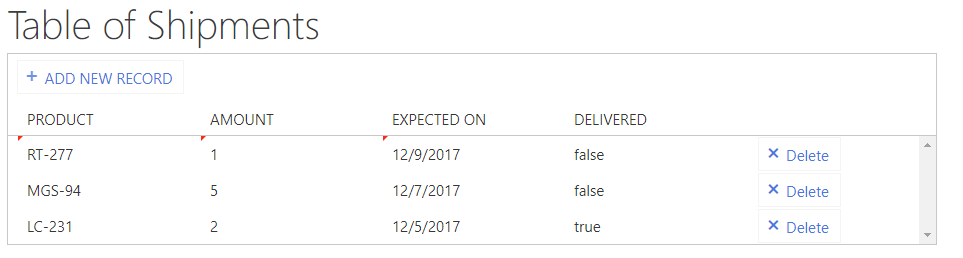 Table of Shipments
+ ADD NEW RECORD
PRODUCT AMOUNT EXPECTED ON DELIVERED
RT-277 1 12/9/2017 false × Delete
MGS-94 5 12/7/2017 false × Delete
LC-231 2 12/5/2017 true × Delete